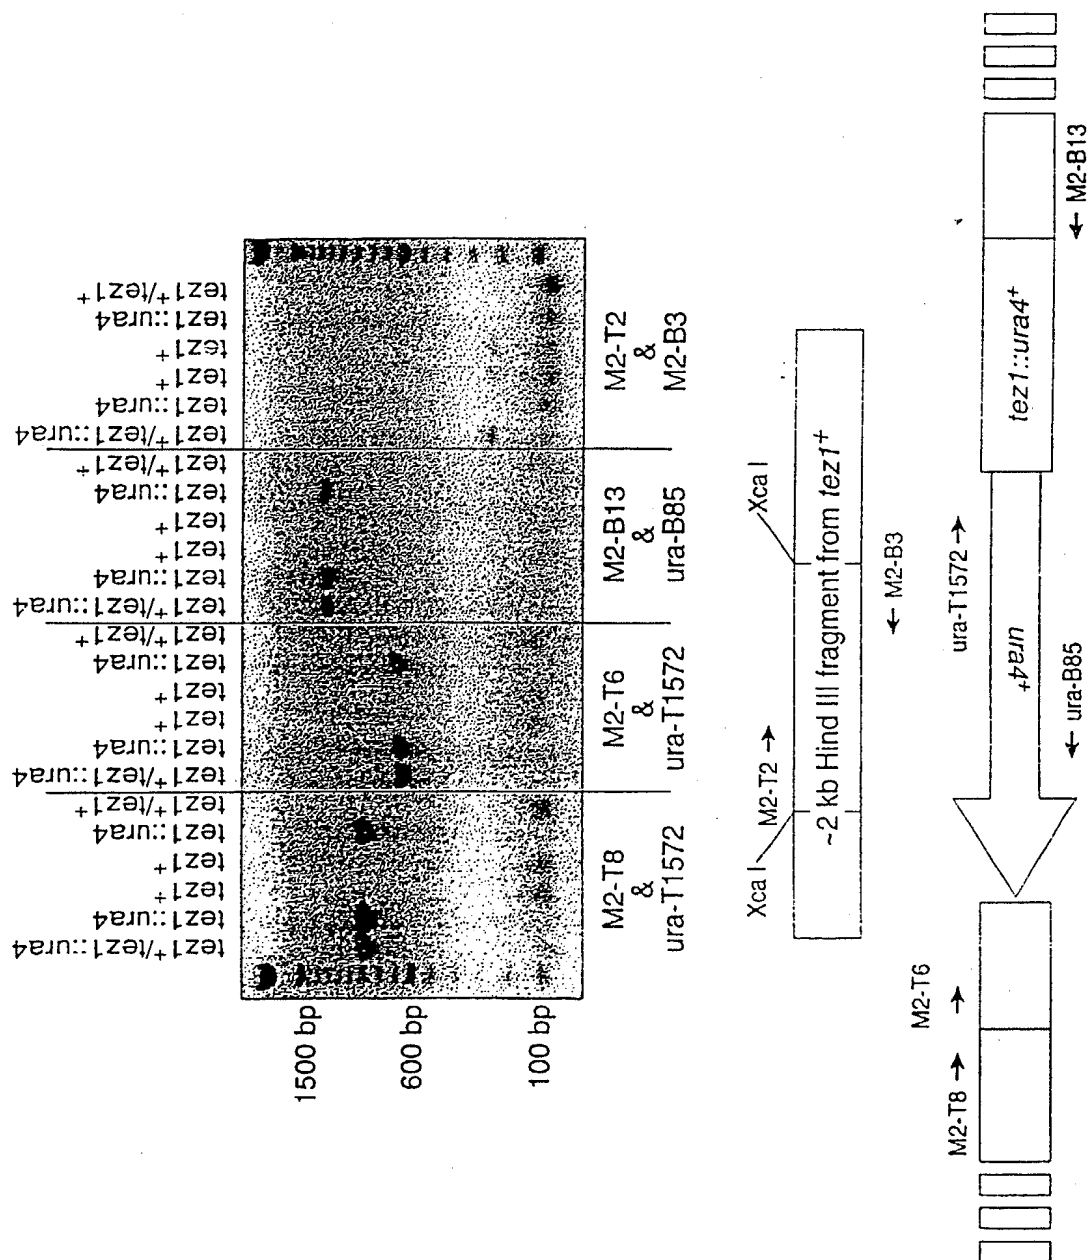 tez1⁺/tez1::ura4
tez1::ura4
tez1⁺
tez1⁺
tez1::ura4
tez1⁺/tez1⁺
tez1⁺/tez1::ura4
tez1::ura4
tez1⁺
tez1⁺
tez1::ura4
tez1⁺/tez1⁺
tez1⁺/tez1::ura4
tez1::ura4
tez1⁺
tez1⁺
tez1::ura4
tez1⁺/tez1⁺
tez1⁺/tez1::ura4
tez1::ura4
tez1⁺
tez1⁺
tez1::ura4
tez1⁺/tez1⁺
1500 bp
600 bp
100 bp
M2-T8
&
ura-T1572
M2-T6
&
ura-T1572
M2-B13
&
ura-B85
M2-T2
&
M2-B3
Xca I
M2-T2 →
Xca I
~2 kb Hind III fragment from tez1⁺
← M2-B3
M2-T8 →
M2-T6
→
ura-T1572 →
ura4⁺
tez1::ura4⁺
← ura-B85
← M2-B13